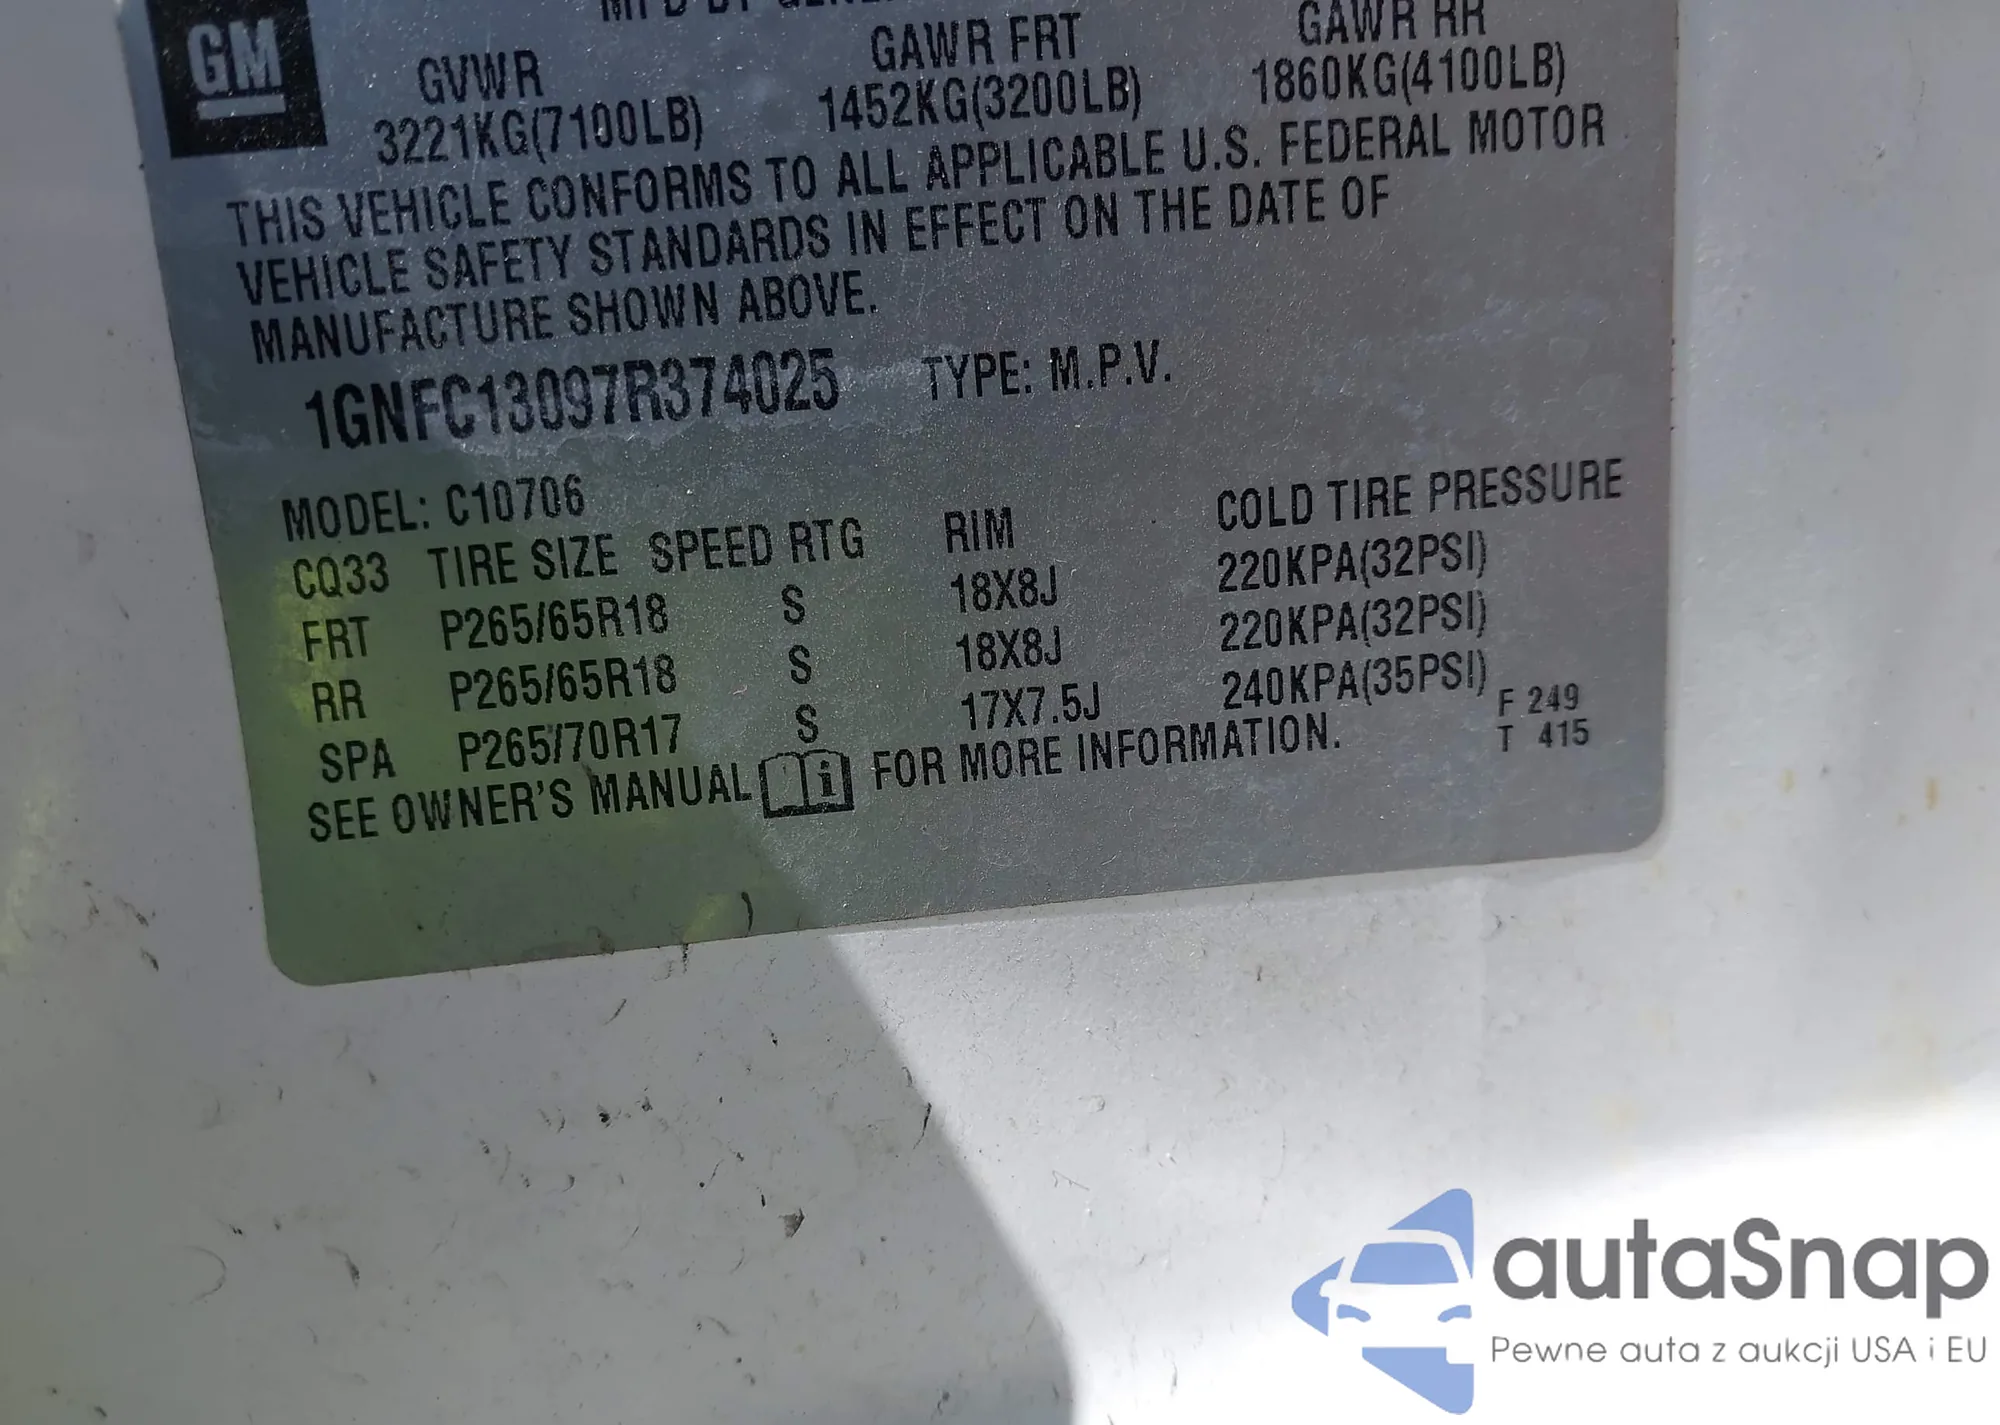 GM
MFD BY GENE
GVWR GAWR FRT GAWR RR
3221KG(7100LB) 1452KG(3200LB) 1860KG(4100LB)
THIS VEHICLE CONFORMS TO ALL APPLICABLE U.S. FEDERAL MOTOR
VEHICLE SAFETY STANDARDS IN EFFECT ON THE DATE OF
MANUFACTURE SHOWN ABOVE.
1GNFC13097R374025 TYPE: M.P.V.
MODEL: C10706
CQ33 TIRE SIZE SPEED RTG RIM COLD TIRE PRESSURE
FRT P265/65R18 S 18X8J 220KPA(32PSI)
RR P265/65R18 S 18X8J 220KPA(32PSI)
SPA P265/70R17 S 17X7.5J 240KPA(35PSI)
SEE OWNER'S MANUAL i FOR MORE INFORMATION.
F 249
T 415
autaSnap
Pewne auta z aukcji USA i EU